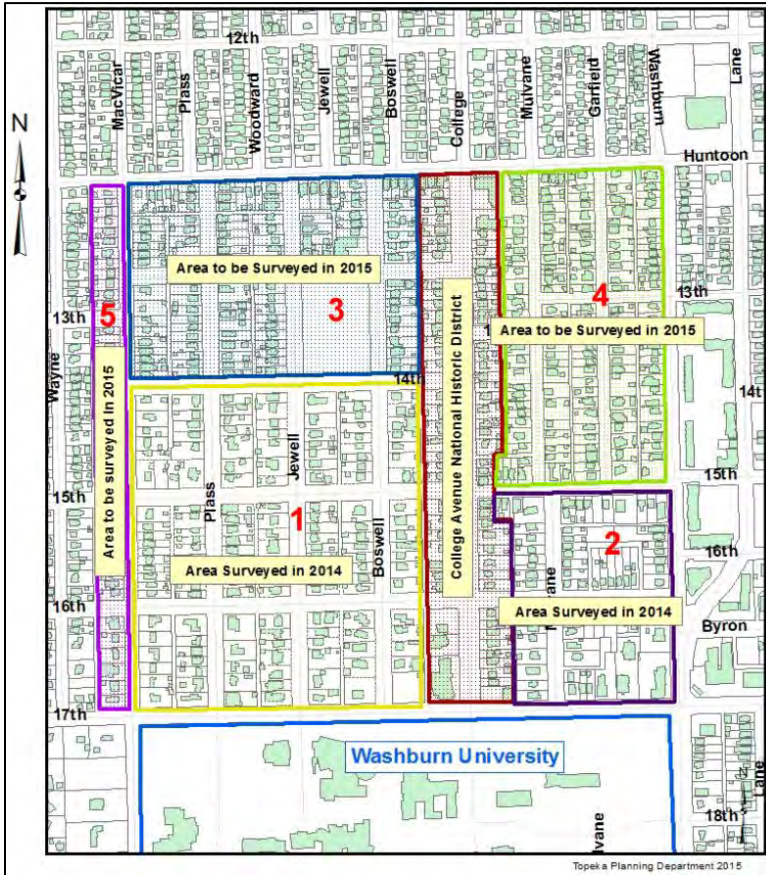 12th
MacVicar
Plass
Woodward
Jewell
Boswell
College
Mulvane
Garfield
Washburn
Lane
N
Huntoon
Area to be Surveyed in 2015
3
4
5
13th
13th
Area to be Surveyed in 2015
Wayne
14th
College Avenue National Historic District
Area to be surveyed In 2015
Jewell
Plass
15th
15th
1
2
Boswell
Area Surveyed in 2014
16th
16th
Area Surveyed in 2014
Byron
17th
Washburn University
Lane
18th
Topeka Planning Department 2015